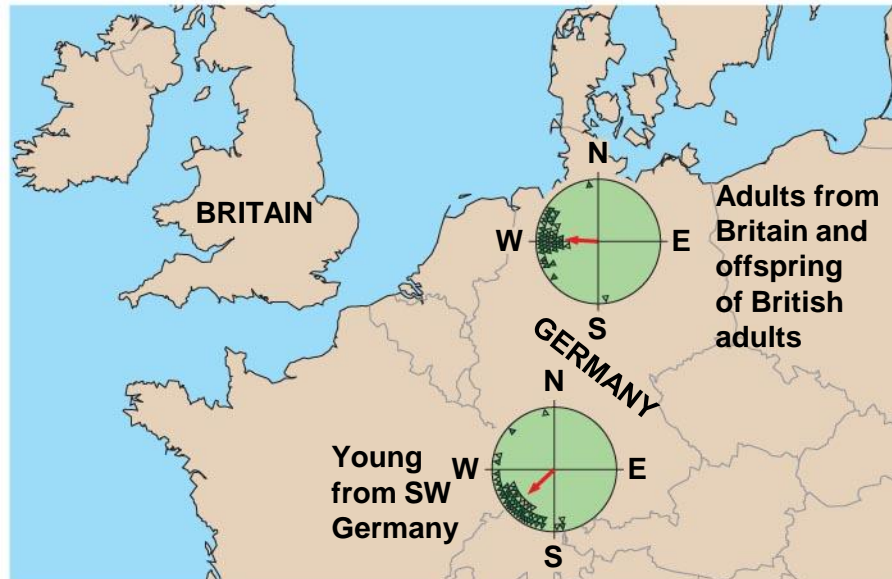 N
BRITAIN
W
E
Adults from
Britain and
offspring
of British
adults
S
GERMANY
N
Young
from SW
Germany
W
E
S